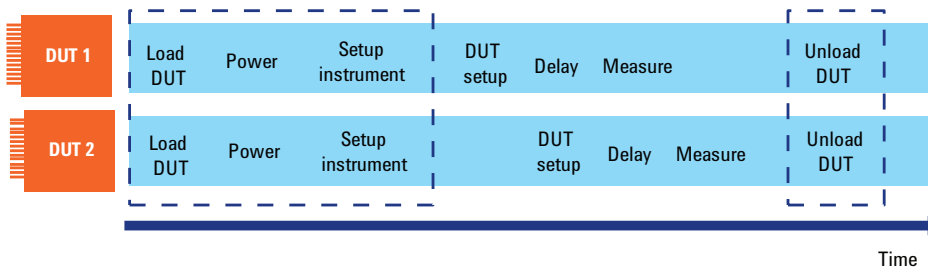 DUT 1
Load
DUT
Power
Setup
instrument
DUT
setup
Delay
Measure
Unload
DUT
DUT 2
Load
DUT
Power
Setup
instrument
DUT
setup
Delay
Measure
Unload
DUT
Time